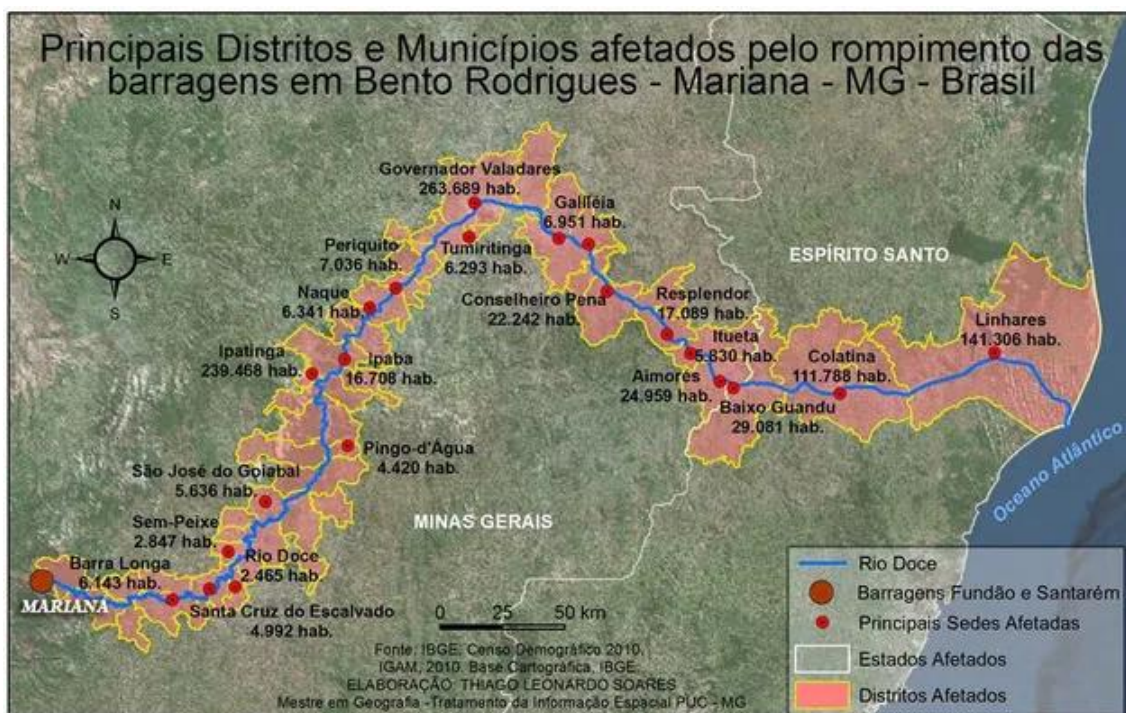 Principais Distritos e Municípios afetados pelo rompimento das
barragens em Bento Rodrigues - Mariana - MG - Brasil
N
W
E
S
Governador Valadares
263.689 hab.
Galiléia
6.951 hab.
Periquito
7.036 hab.
Tumiritinga
6.293 hab.
ESPÍRITO SANTO
Naque
6.341 hab.
Conselheiro Pena
22.242 hab.
Resplendor
17.089 hab.
Linhares
141.306 hab.
Ipatinga
239.468 hab.
Ipaba
16.708 hab.
Itueta
5.830 hab.
Colatina
111.788 hab.
Aimorés
24.959 hab.
Baixo Guandu
29.081 hab.
Pingo-d'Água
4.420 hab.
São José do Goiabal
5.636 hab.
Oceano Atlântico
MINAS GERAIS
Sem-Peixe
2.847 hab.
Barra Longa
6.143 hab.
Rio Doce
2.465 hab.
MARIANA
Santa Cruz do Escalvado
4.992 hab.
0 25 50 km
Fonte: IBGE, Censo Demográfico 2010.
IGAM, 2010. Base Cartográfica, IBGE.
ELABORAÇÃO: THIAGO LEONARDO SOARES
Mestre em Geografia -Tratamento da Informação Espacial PUC - MG
Rio Doce
Barragens Fundão e Santarém
Principais Sedes Afetadas
Estados Afetados
Distritos Afetados